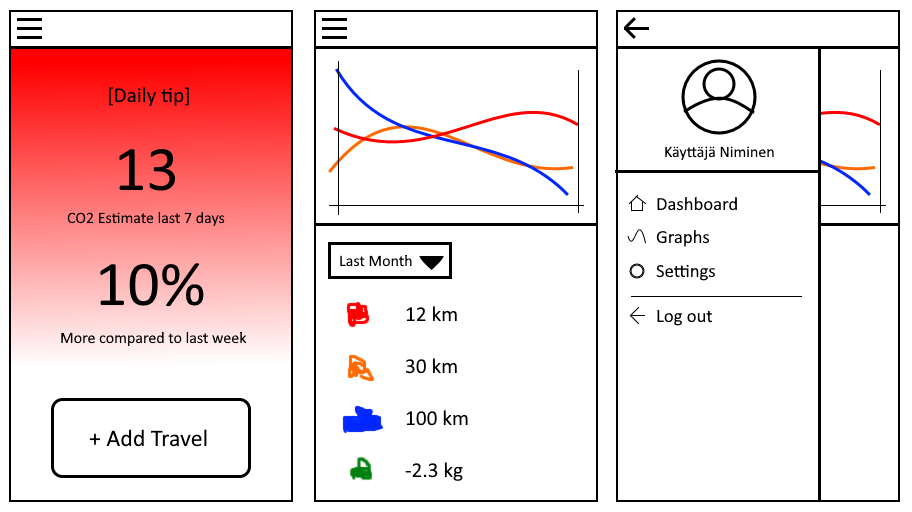 [Daily tip]
13
CO2 Estimate last 7 days
10%
More compared to last week
+ Add Travel
Last Month
12 km
30 km
100 km
-2.3 kg
Käyttäjä Niminen
Dashboard
Graphs
Settings
Log out